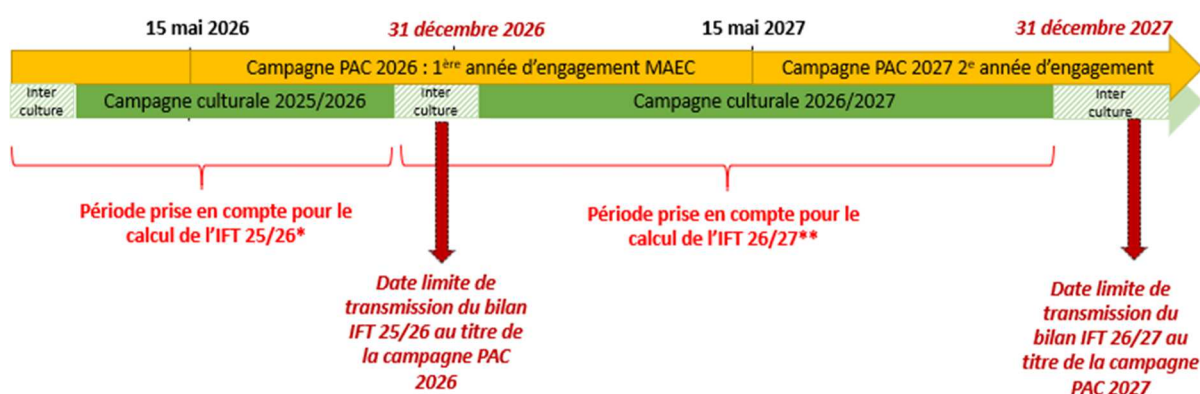 15 mai 2026
31 décembre 2026
15 mai 2027
31 décembre 2027
Campagne PAC 2026 : 1ère année d'engagement MAEC
Campagne PAC 2027 2e année d'engagement
Inter
culture
Campagne culturale 2025/2026
Inter
culture
Campagne culturale 2026/2027
Inter
culture
Période prise en compte pour le
calcul de l'IFT 25/26*
Période prise en compte pour le
calcul de l'IFT 26/27**
Date limite de
transmission du bilan
IFT 25/26 au titre de
la campagne PAC
2026
Date limite de
transmission du
bilan IFT 26/27 au
titre de la campagne
PAC 2027